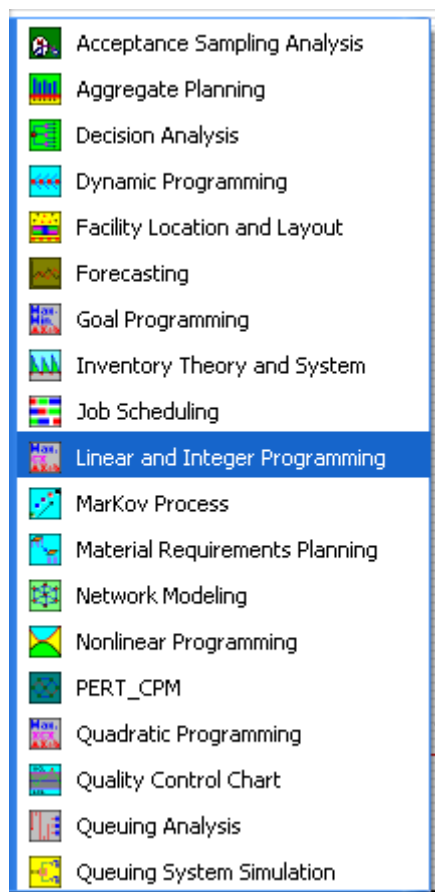 Acceptance Sampling Analysis
Aggregate Planning
Decision Analysis
Dynamic Programming
Facility Location and Layout
Forecasting
Goal Programming
Inventory Theory and System
Job Scheduling
Linear and Integer Programming
MarKov Process
Material Requirements Planning
Network Modeling
Nonlinear Programming
PERT_CPM
Quadratic Programming
Quality Control Chart
Queuing Analysis
Queuing System Simulation